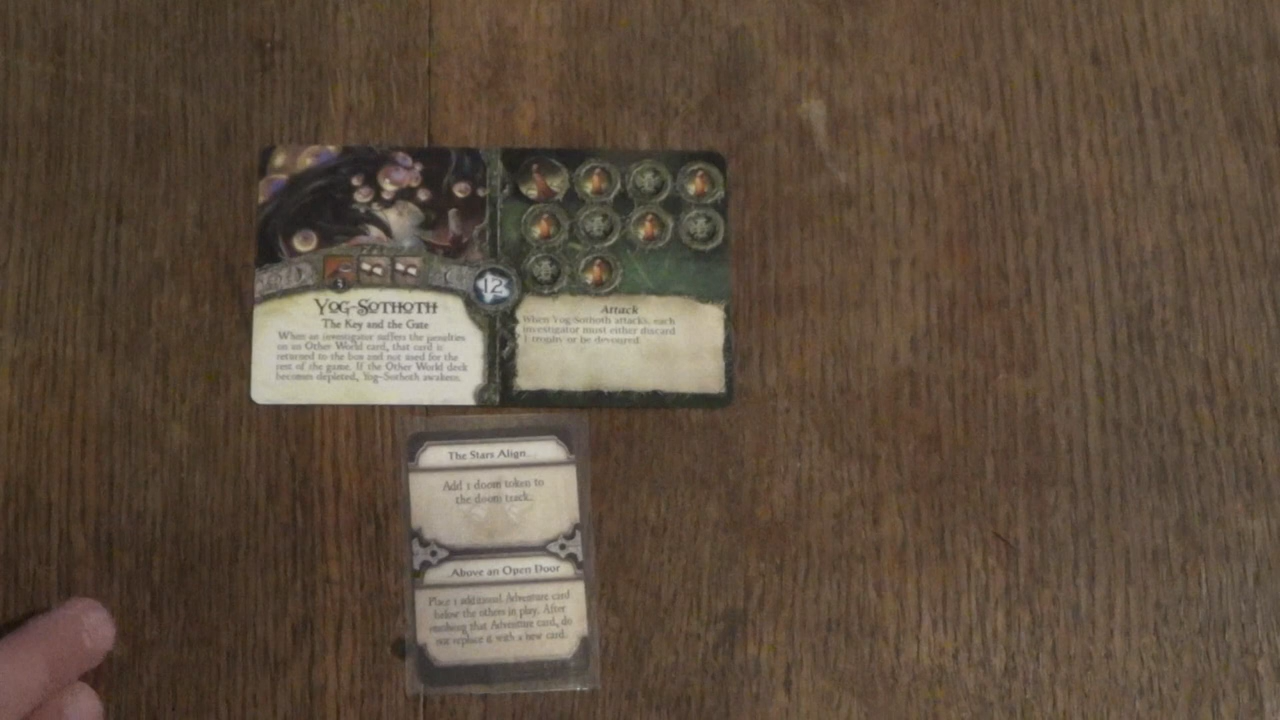 12
3
YOG-SOTHOTH
The Key and the Gate
When an investigator suffers the penalties
on an Other World card, that card is
returned to the box and not used for the
rest of the game. If the Other World deck
becomes depleted, Yog-Sothoth awakens.
Attack
When Yog-Sothoth attacks, each
investigator must either discard
1 trophy or be devoured.
The Stars Align...
Add 1 doom token to
the doom track.
...Above an Open Door
Place 1 additional Adventure card
below the others in play. After
resolving that Adventure card, do
not replace it with a new card.